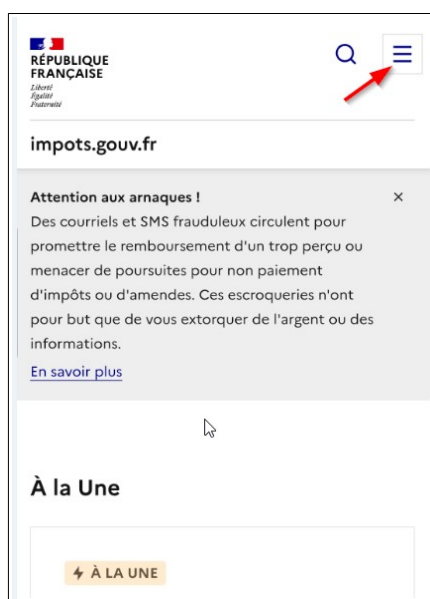 RÉPUBLIQUE
FRANÇAISE
Liberté
Égalité
Fraternité
impots.gouv.fr
Attention aux arnaques !
Des courriels et SMS frauduleux circulent pour
promettre le remboursement d'un trop perçu ou
menacer de poursuites pour non paiement
d'impôts ou d'amendes. Ces escroqueries n'ont
pour but que de vous extorquer de l'argent ou des
informations.
En savoir plus
À la Une
À LA UNE